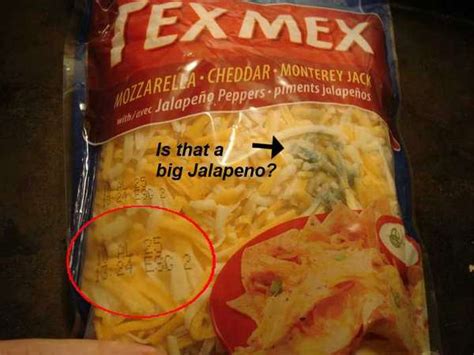 TEX MEX
MOZZARELLA • CHEDDAR • MONTEREY JACK
with/avec Jalapeño Peppers • piments jalapeños
Is that a
big Jalapeno?